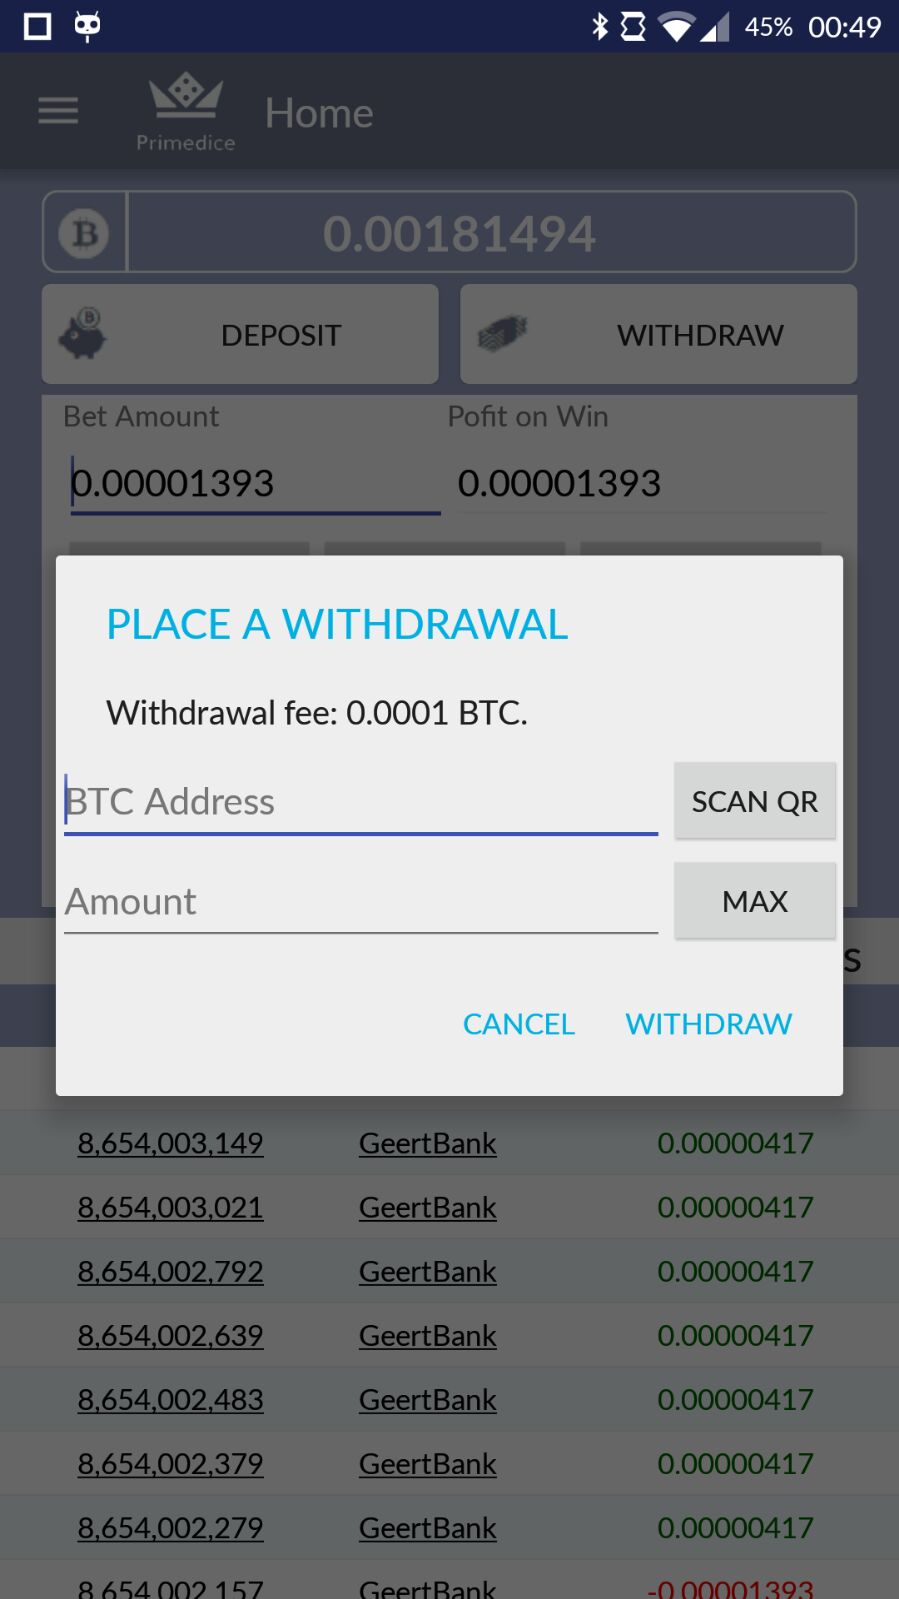 45% 00:49
Primedice Home
0.00181494
DEPOSIT WITHDRAW
Bet Amount Pofit on Win
0.00001393 0.00001393
PLACE A WITHDRAWAL
Withdrawal fee: 0.0001 BTC.
BTC Address SCAN QR
Amount MAX
S
CANCEL WITHDRAW
8,654,003,149 GeertBank 0.00000417
8,654,003,021 GeertBank 0.00000417
8,654,002,792 GeertBank 0.00000417
8,654,002,639 GeertBank 0.00000417
8,654,002,483 GeertBank 0.00000417
8,654,002,379 GeertBank 0.00000417
8,654,002,279 GeertBank 0.00000417
8,654,002,157 GeertBank -0.00001393